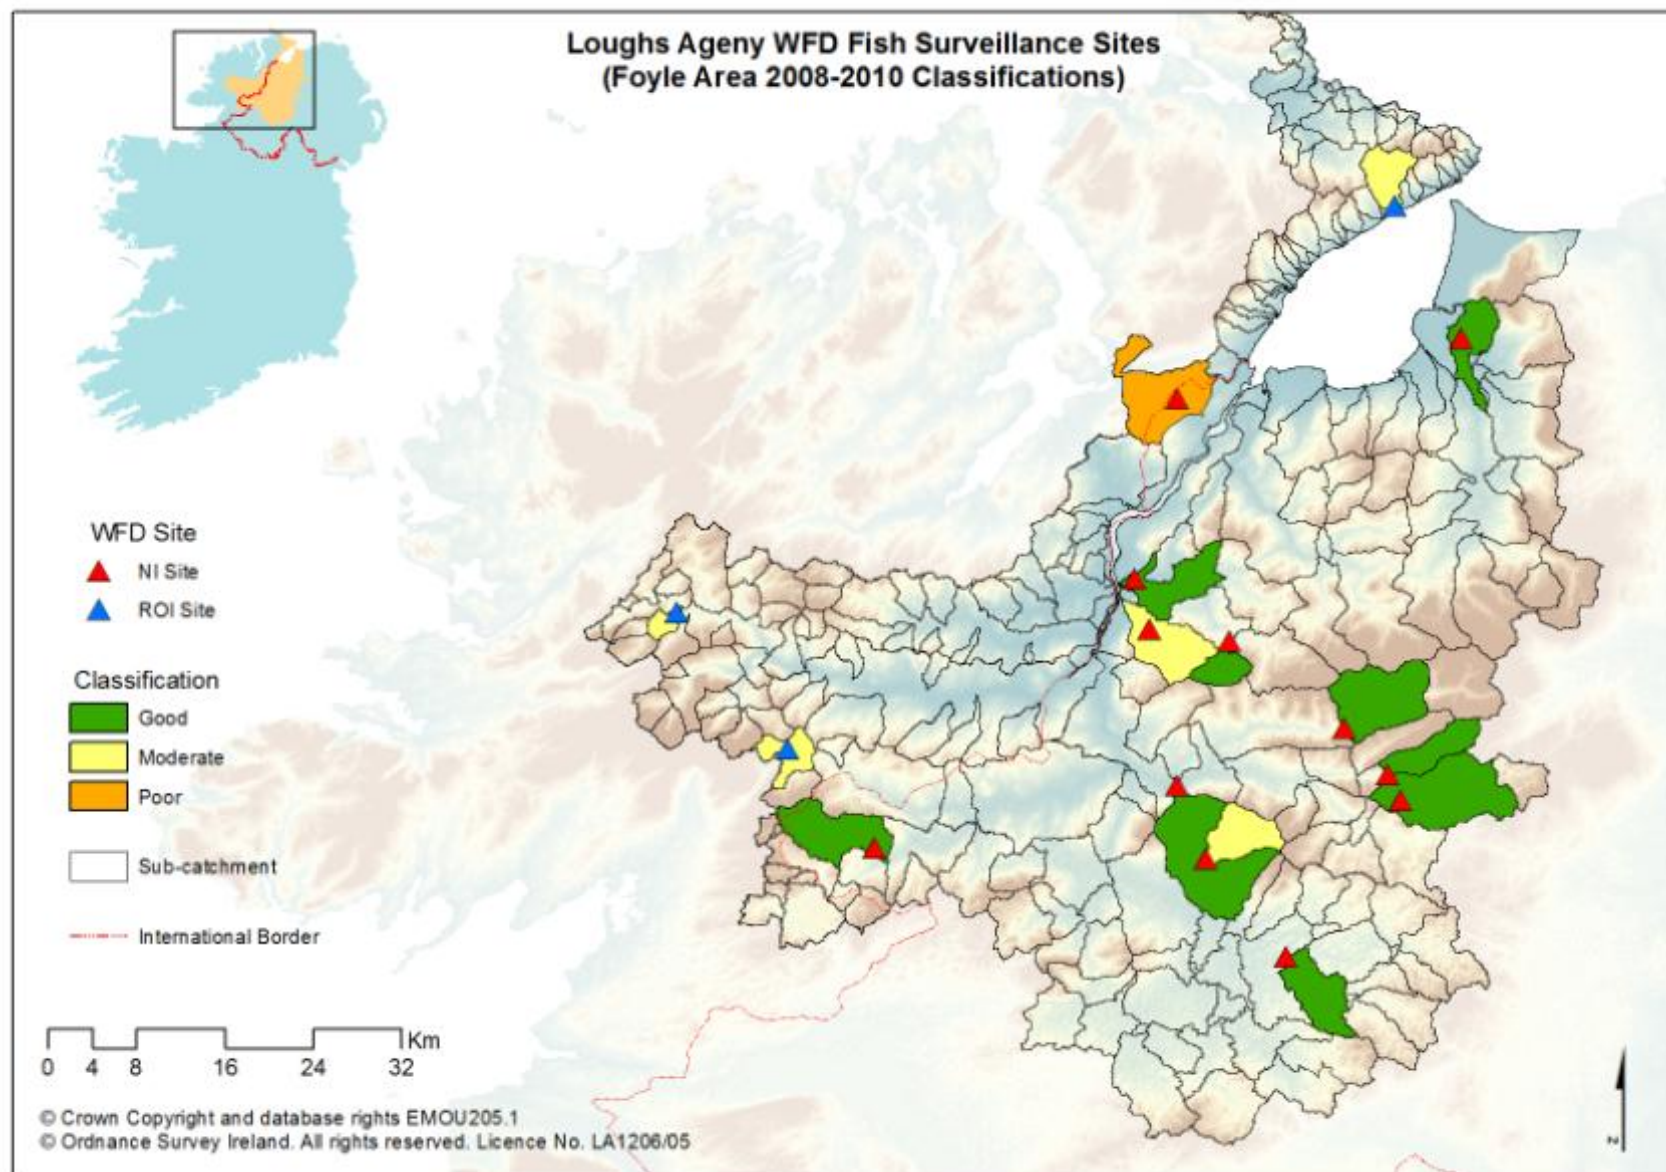 Loughs Ageny WFD Fish Surveillance Sites
(Foyle Area 2008-2010 Classifications)
WFD Site
NI Site
ROI Site
Classification
Good
Moderate
Poor
Sub-catchment
International Border
Km
0 4 8 16 24 32
© Crown Copyright and database rights EMOU205.1
© Ordnance Survey Ireland. All rights reserved. Licence No. LA1206/05
N